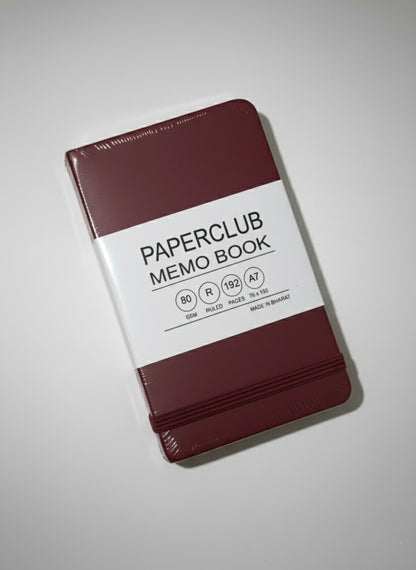 PAPERCLUB
MEMO BOOK
80 R 192 A7
GSM RULED PAGES 76 x 130
MADE IN BHARAT